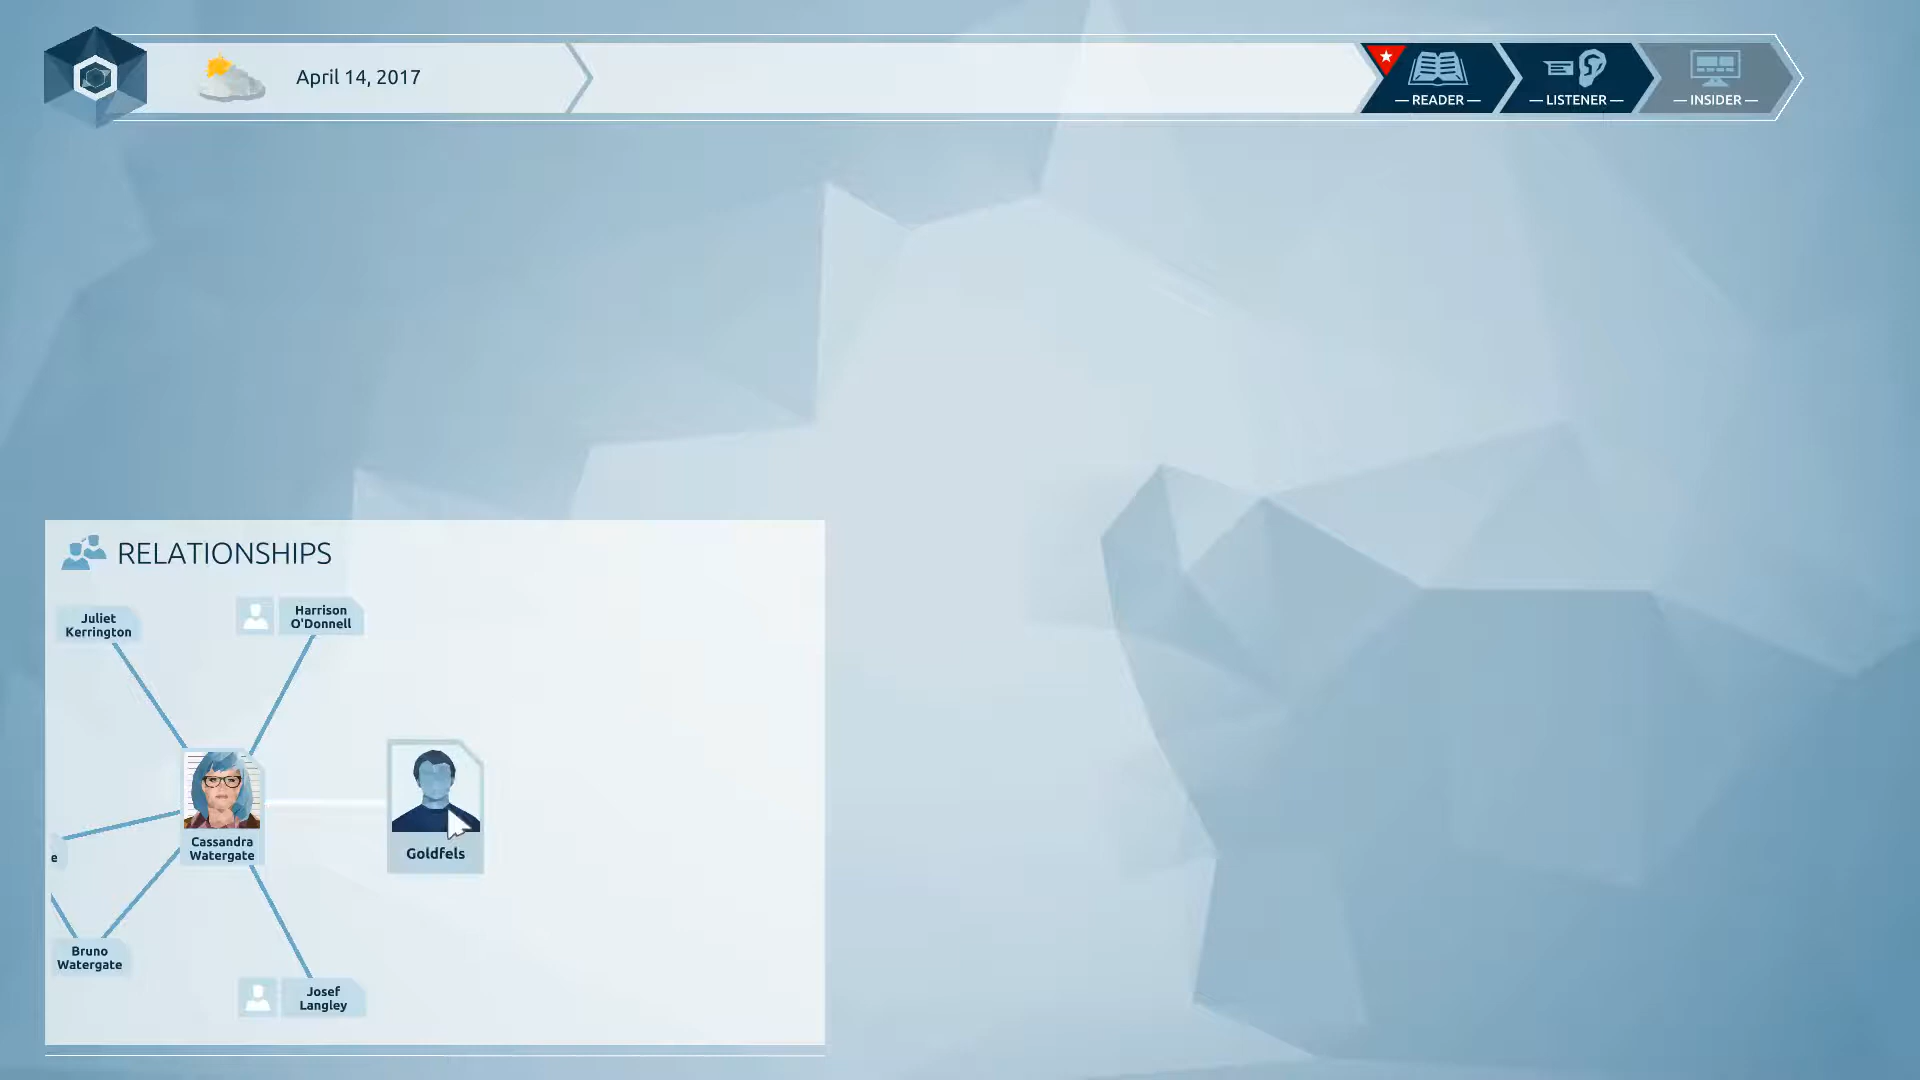 April 14, 2017
— READER —
— LISTENER —
— INSIDER —
RELATIONSHIPS
Juliet
Kerrington
Harrison
O'Donnell
Cassandra
Watergate
Goldfels
e
Bruno
Watergate
Josef
Langley